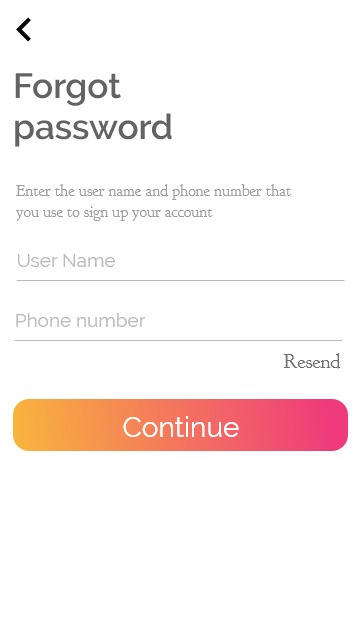 Forgot
password
Enter the user name and phone number that
you use to sign up your account
User Name
Phone number
Resend
Continue